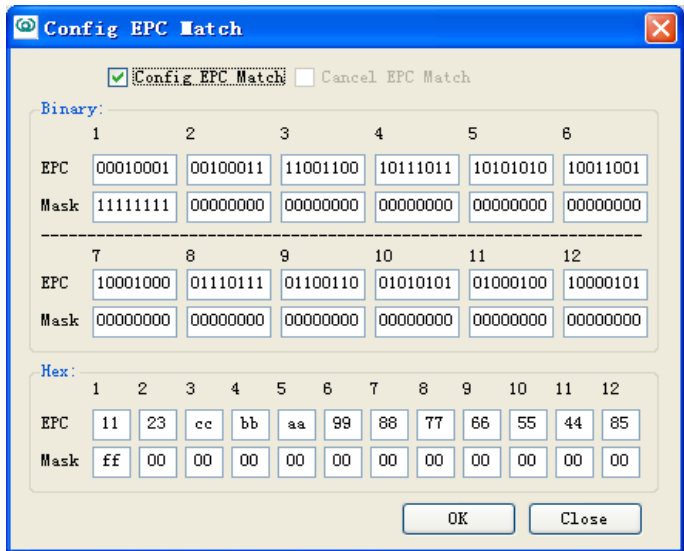 Config EPC Match
Config EPC Match Cancel EPC Match
Binary:
1 2 3 4 5 6
EPC 00010001 00100011 11001100 10111011 10101010 10011001
Mask 11111111 00000000 00000000 00000000 00000000 00000000
7 8 9 10 11 12
EPC 10001000 01110111 01100110 01010101 01000100 10000101
Mask 00000000 00000000 00000000 00000000 00000000 00000000
Hex:
1 2 3 4 5 6 7 8 9 10 11 12
EPC 11 23 cc bb aa 99 88 77 66 55 44 85
Mask ff 00 00 00 00 00 00 00 00 00 00 00
OK Close